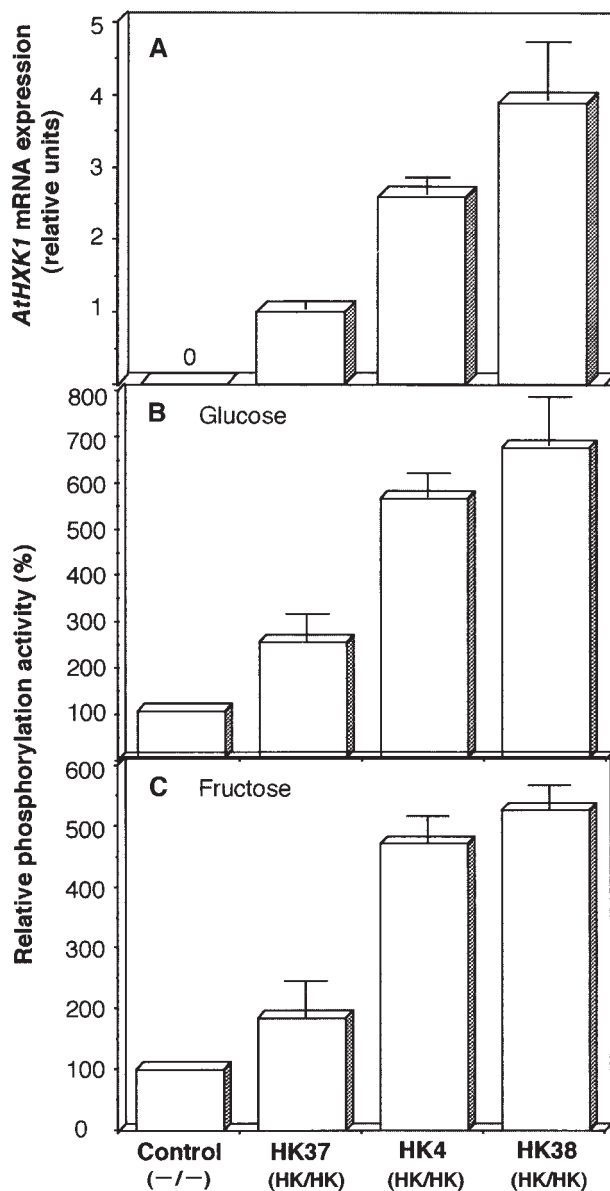 A
AtHXK1 mRNA expression
(relative units)
5
4
3
2
1
0
B Glucose
Relative phosphorylation activity (%)
800
700
600
500
400
300
200
100
C Fructose
600
500
400
300
200
100
0
Control HK37 HK4 HK38
(−/−) (HK/HK) (HK/HK) (HK/HK)